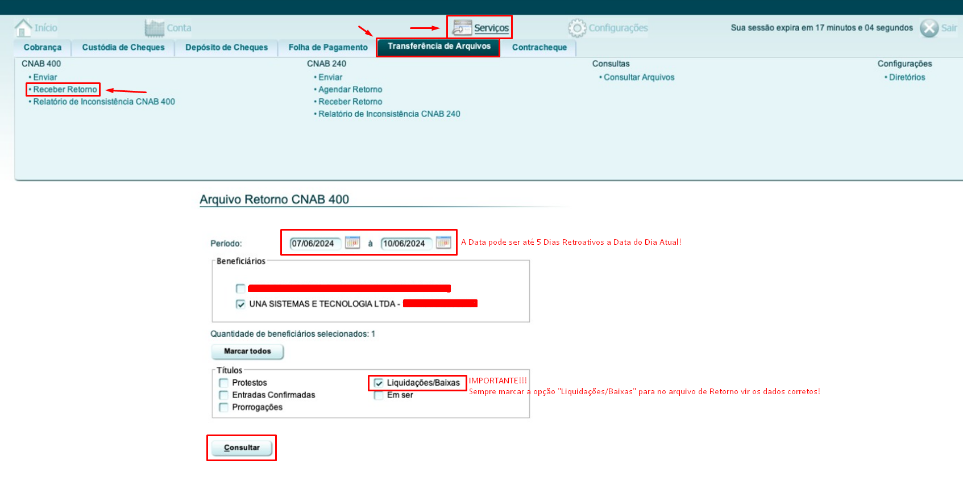 Início Conta Serviços Configurações Sua sessão expira em 17 minutos e 04 segundos Sair
Cobrança Custódia de Cheques Depósito de Cheques Folha de Pagamento Transferência de Arquivos Contracheque
CNAB 400 CNAB 240 Consultas Configurações
• Enviar • Enviar • Consultar Arquivos • Diretórios
• Receber Retorno • Agendar Retorno
• Relatório de Inconsistência CNAB 400 • Receber Retorno
• Relatório de Inconsistência CNAB 240
Arquivo Retorno CNAB 400
Período: 07/06/2024 à 10/06/2024 A Data pode ser até 5 Dias Retroativos a Data do Dia Atual!
Beneficiários
UNA SISTEMAS E TECNOLOGIA LTDA -
Quantidade de beneficiários selecionados: 1
Marcar todos
Títulos
Protestos Liquidações/Baixas IMPORTANTE!!!
Entradas Confirmadas Em ser Sempre marcar a opção "Liquidações/Baixas" para no arquivo de Retorno vir os dados corretos!
Prorrogações
Consultar